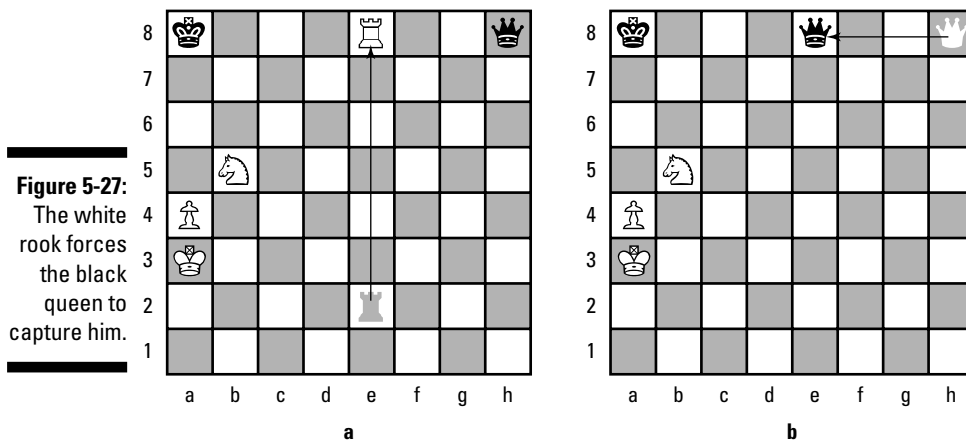 Figure 5-27:
The white
rook forces
the black
queen to
capture him.
8
7
6
5
4
3
2
1
a b c d e f g h
a
8
7
6
5
4
3
2
1
a b c d e f g h
b